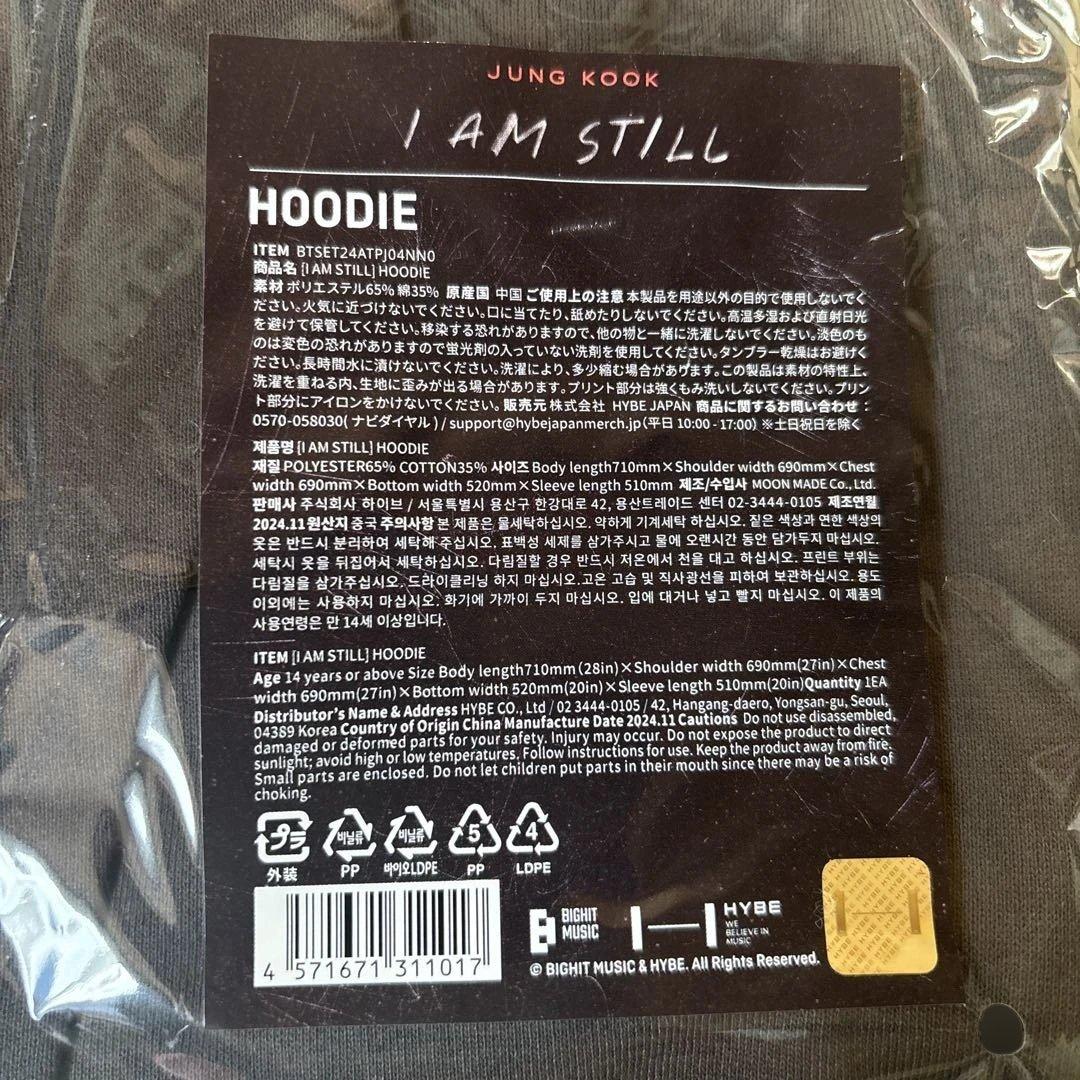 JUNG KOOK
I AM STILL
HOODIE
ITEM BTSET24ATPJ04NN0
商品名 [I AM STILL] HOODIE
素材 ポリエステル65% 綿35% 原産国 中国 ご使用上の注意 本製品を用途以外の目的で使用しないでく
ださい。火気に近づけないでください。口に当てたり、舐めたりしないでください。高温多湿および直射日光
を避けて保管してください。移染する恐れがありますので、他の物と一緒に洗濯しないでください。淡色のも
のは変色の恐れがありますので蛍光剤の入っていない洗剤を使用してください。タンブラー乾燥はお避けく
ださい。長時間水に漬けないでください。洗濯により、多少縮む場合があります。この製品は素材の特性上、
洗濯を重ねる内、生地に歪みが出る場合があります。プリント部分は強くもみ洗いしないでください。プリン
ト部分にアイロンをかけないでください。販売元 株式会社 HYBE JAPAN 商品に関するお問い合わせ :
0570-058030( ナビダイヤル ) / support@hybejapanmerch.jp (平日 10:00 - 17:00) ※土日祝日を除く
제품명 [I AM STILL] HOODIE
재질 POLYESTER65% COTTON35% 사이즈 Body length710mm×Shoulder width 690mm×Chest
width 690mm×Bottom width 520mm×Sleeve length 510mm 제조/수입사 MOON MADE Co., Ltd.
판매사 주식회사 하이브 / 서울특별시 용산구 한강대로 42, 용산트레이드 센터 02-3444-0105 제조연월
2024.11 원산지 중국 주의사항 본 제품은 물세탁하십시오. 약하게 기계세탁 하십시오. 짙은 색상과 연한 색상의
옷은 반드시 분리하여 세탁해 주십시오. 표백성 세제를 삼가주시고 물에 오랜시간 동안 담가두지 마십시오.
세탁시 옷을 뒤집어서 세탁하십시오. 다림질할 경우 반드시 저온에서 천을 대고 하십시오. 프린트 부위는
다림질을 삼가주십시오. 드라이클리닝 하지 마십시오.고온 고습 및 직사광선을 피하여 보관하십시오. 용도
이외에는 사용하지 마십시오. 화기에 가까이 두지 마십시오. 입에 대거나 넣고 빨지 마십시오. 이 제품의
사용연령은 만 14세 이상입니다.
ITEM [I AM STILL] HOODIE
Age 14 years or above Size Body length710mm (28in)×Shoulder width 690mm(27in)×Chest
width 690mm(27in)×Bottom width 520mm(20in)×Sleeve length 510mm(20in)Quantity 1EA
Distributor's Name & Address HYBE CO., Ltd / 02 3444-0105 / 42, Hangang-daero, Yongsan-gu, Seoul,
04389 Korea Country of Origin China Manufacture Date 2024.11 Cautions Do not use disassembled,
damaged or deformed parts for your safety. Injury may occur. Do not expose the product to direct
sunlight; avoid high or low temperatures. Follow instructions for use. Keep the product away from fire.
Small parts are enclosed. Do not let children put parts in their mouth since there may be a risk of
choking.
プラ 비닐류 비닐류 5 4
外装 PP 바이오LDPE PP LDPE
4 571671 311017
BIGHIT
MUSIC
HYBE
WE
BELIEVE IN
MUSIC
© BIGHIT MUSIC & HYBE. All Rights Reserved.